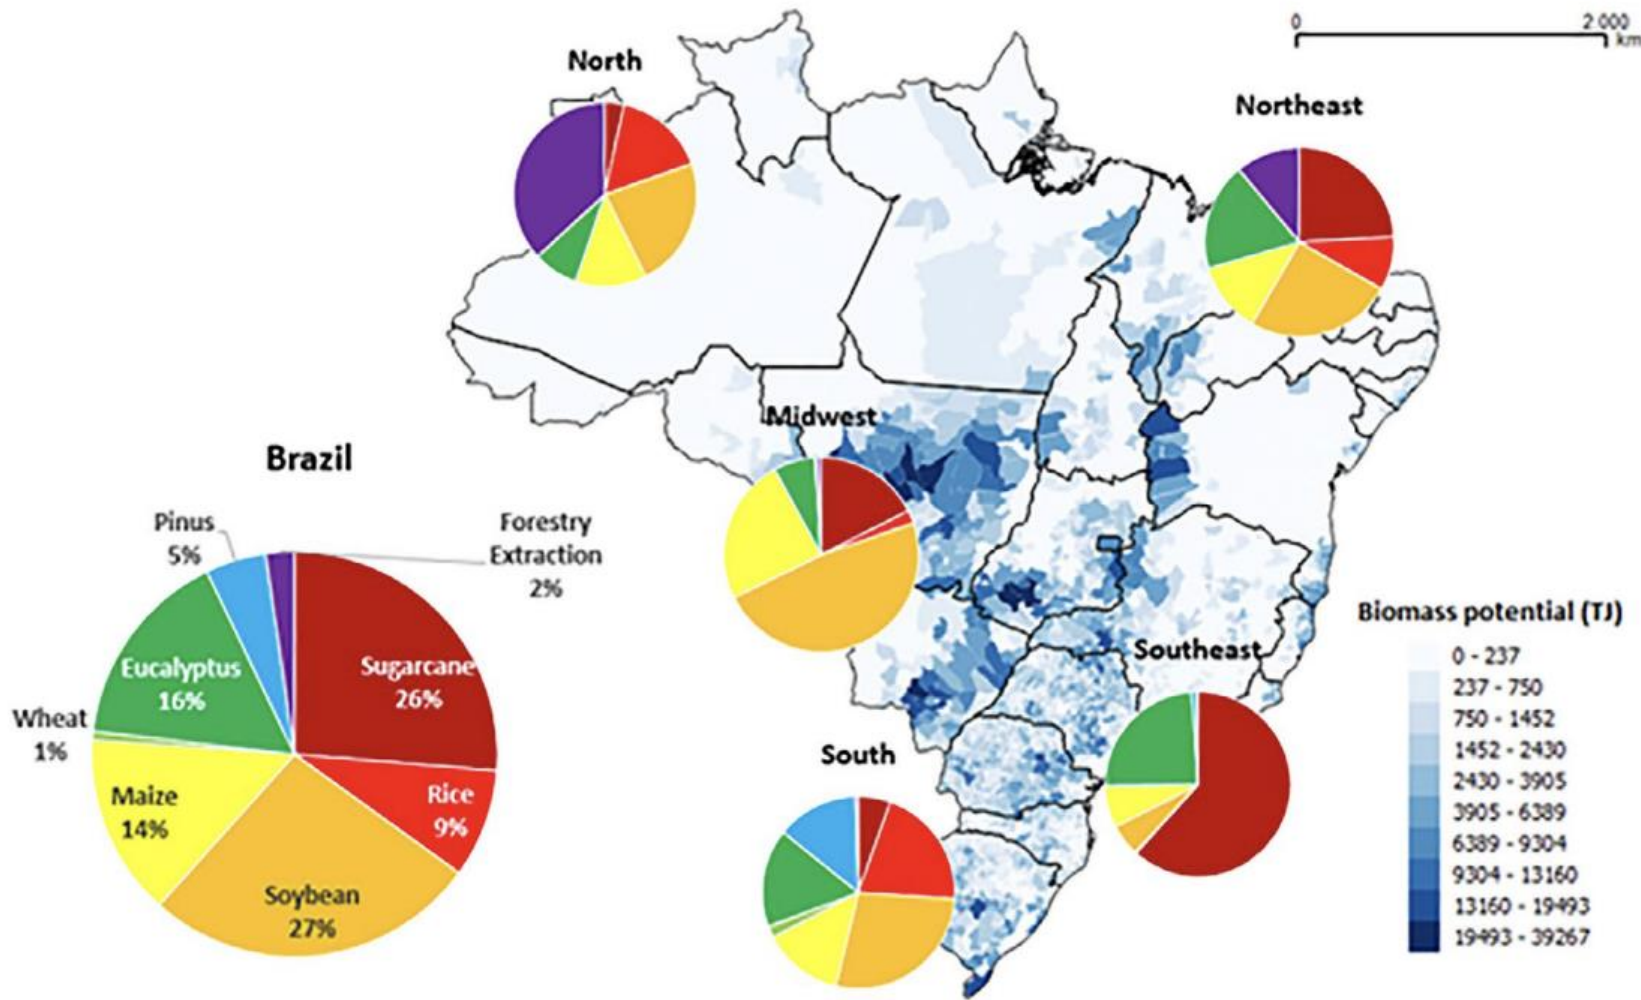 0 2 000
km
North
Northeast
Midwest
Brazil
Pinus
5%
Forestry
Extraction
2%
Eucalyptus
16%
Sugarcane
26%
Wheat
1%
Maize
14%
Rice
9%
Soybean
27%
South
Southeast
Biomass potential (TJ)
0 - 237
237 - 750
750 - 1452
1452 - 2430
2430 - 3905
3905 - 6389
6389 - 9304
9304 - 13160
13160 - 19493
19493 - 39267